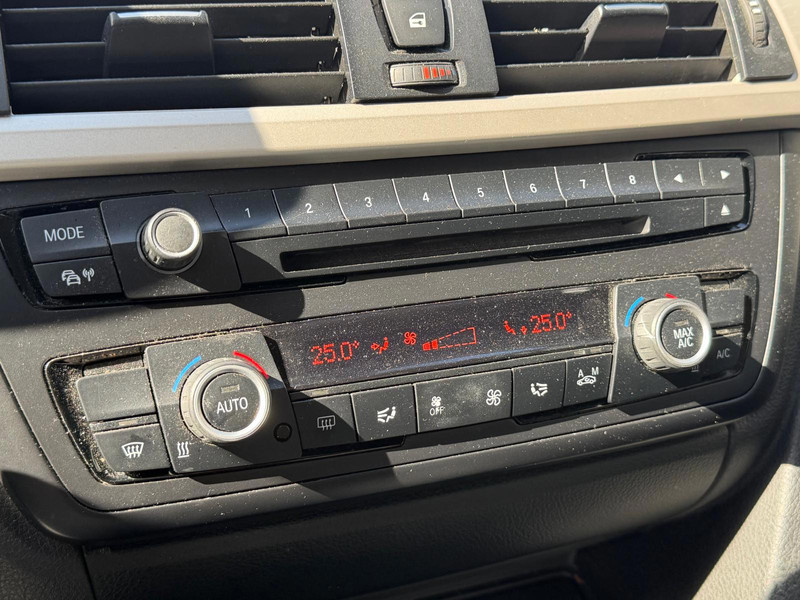 MODE
1 2 3 4 5 6 7 8
25.0° 25.0°
AUTO
MAX
A/C
A/C
OFF
A M